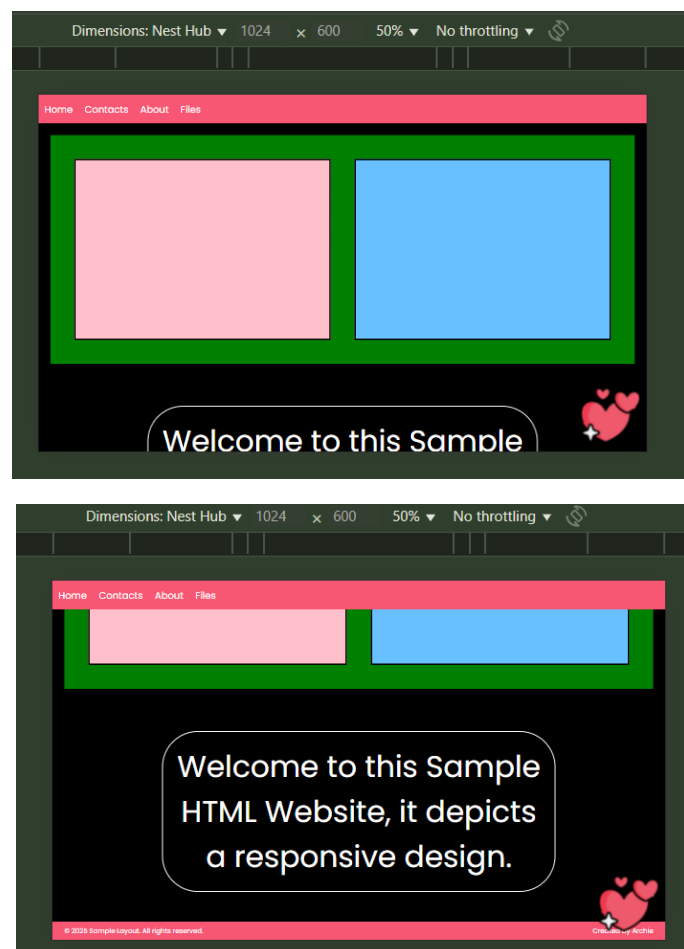 Dimensions: Nest Hub ▼ 1024 × 600 50% ▼ No throttling ▼
Home Contacts About Files
Welcome to this Sample
Dimensions: Nest Hub ▼ 1024 × 600 50% ▼ No throttling ▼
Home Contacts About Files
Welcome to this Sample
HTML Website, it depicts
a responsive design.
© 2025 Sample Layout. All rights reserved. by Archie